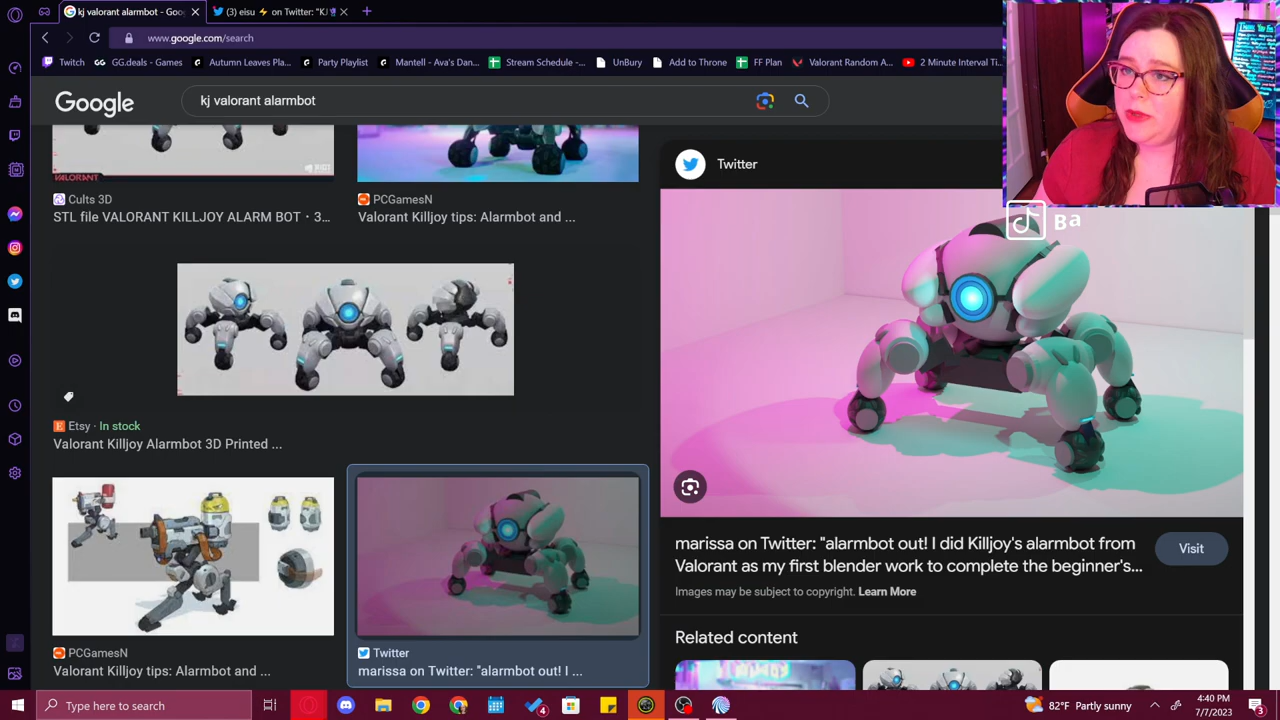 kj valorant alarmbot - Goo
(3) eisu ⚡ on Twitter: "KJ
www.google.com/search
Twitch
GG.deals - Games
Autumn Leaves Pla...
Party Playlist
Mantell - Ava's Dar...
Stream
UnBury
Add to Throne
FF Plan
Valorant Random A...
2 Minute Interval Ti...
Google
kj valorant alarmbot
Twitter
VALORANT
RIOT
Cults 3D
STL file VALORANT KILLJOY ALARM BOT・3...
PCGamesN
Valorant Killjoy tips: Alarmbot and ...
Ba
Etsy · In stock
Valorant Killjoy Alarmbot 3D Printed ...
marissa on Twitter: "alarmbot out! I did Killjoy's alarmbot from
Valorant as my first blender work to complete the beginner's...
Visit
Images may be subject to copyright. Learn More
Related content
PCGamesN
Valorant Killjoy tips: Alarmbot and ...
Twitter
marissa on Twitter: "alarmbot out! I ...
Type here to search
4
82°F Partly sunny
4:40 PM
7/7/2023
3